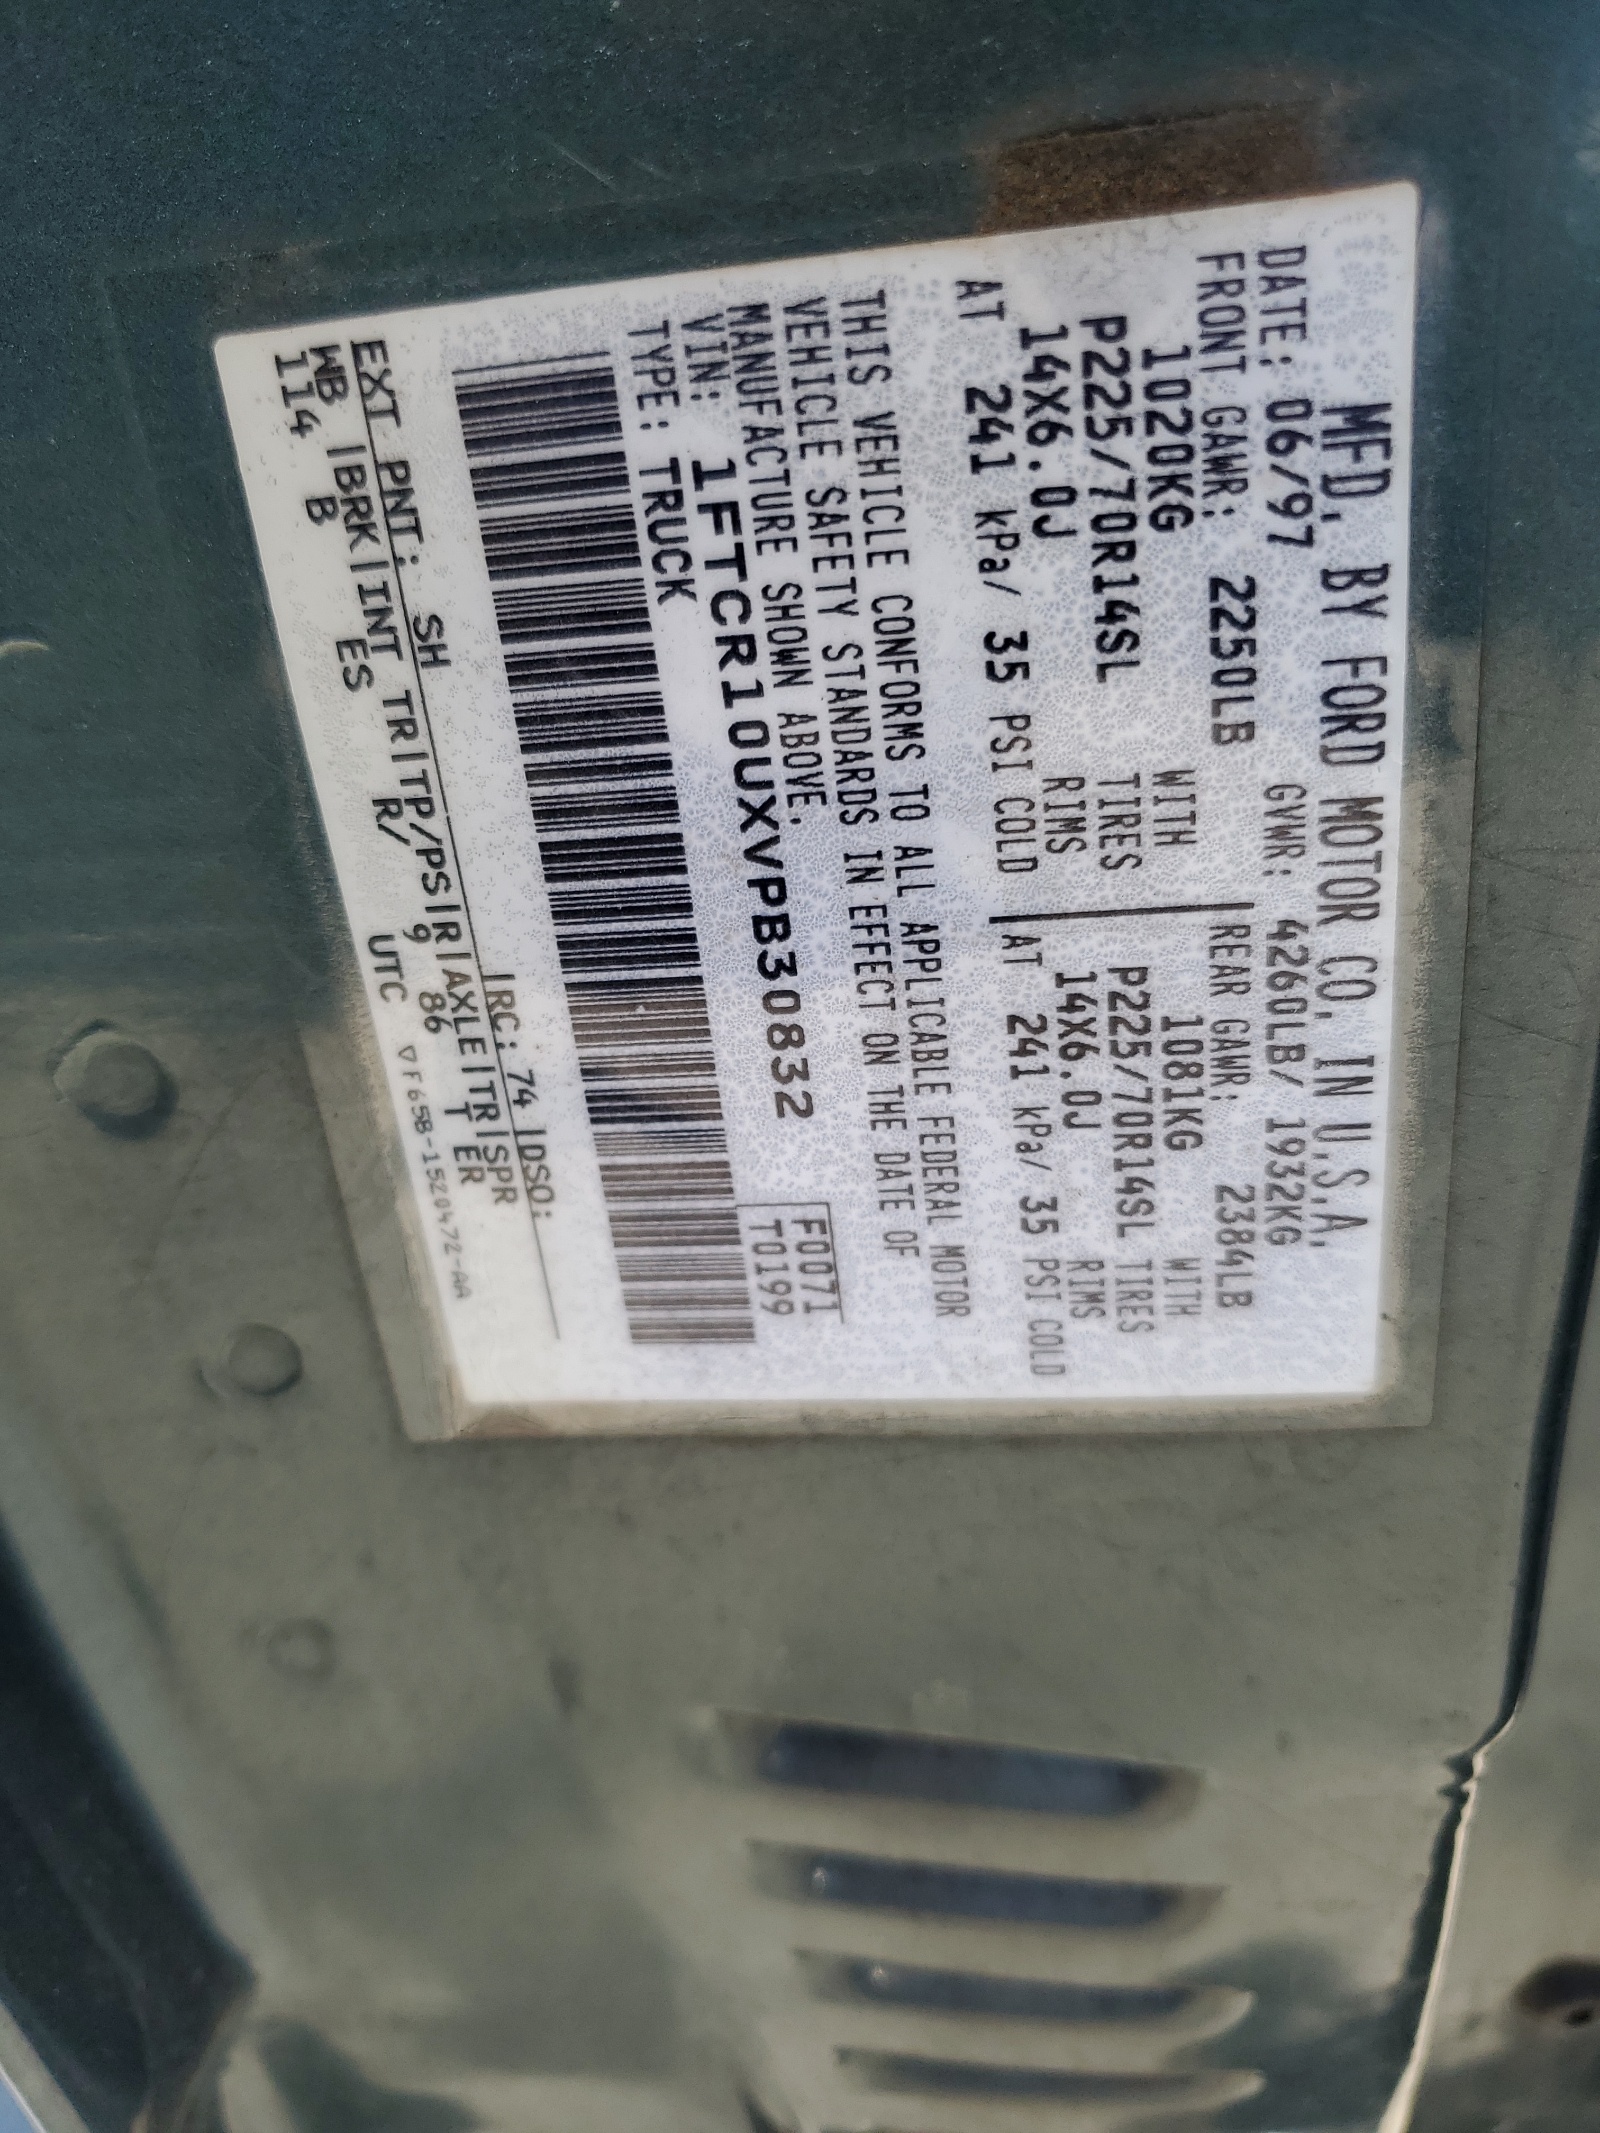 MFD. BY FORD MOTOR CO. IN U.S.A.
DATE: 06/97 GVWR: 4260LB/ 1932KG
FRONT GAWR: 2250LB REAR GAWR: 2384LB
1020KG WITH 1081KG WITH
P225/70R14SL TIRES P225/70R14SL TIRES
14X6.0J RIMS 14X6.0J RIMS
AT 241 kPa/ 35 PSI COLD AT 241 kPa/ 35 PSI COLD
THIS VEHICLE CONFORMS TO ALL APPLICABLE FEDERAL MOTOR
VEHICLE SAFETY STANDARDS IN EFFECT ON THE DATE OF
MANUFACTURE SHOWN ABOVE.
VIN: 1FTCR10UXVPB30832 F0071
TYPE: TRUCK T0199
EXT PNT: SH RC: 74 DSO:
WB BRK INT TR TP/PS R AXLE TR SPR
114 B ES R/ 9 86 T ER
UTC ▽F65B-1520472-AA